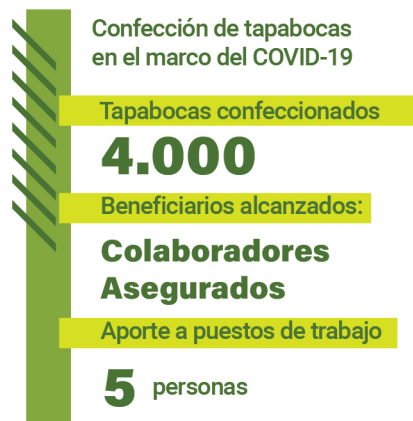 Confección de tapabocas
en el marco del COVID-19
Tapabocas confeccionados
4.000
Beneficiarios alcanzados:
Colaboradores
Asegurados
Aporte a puestos de trabajo
5 personas